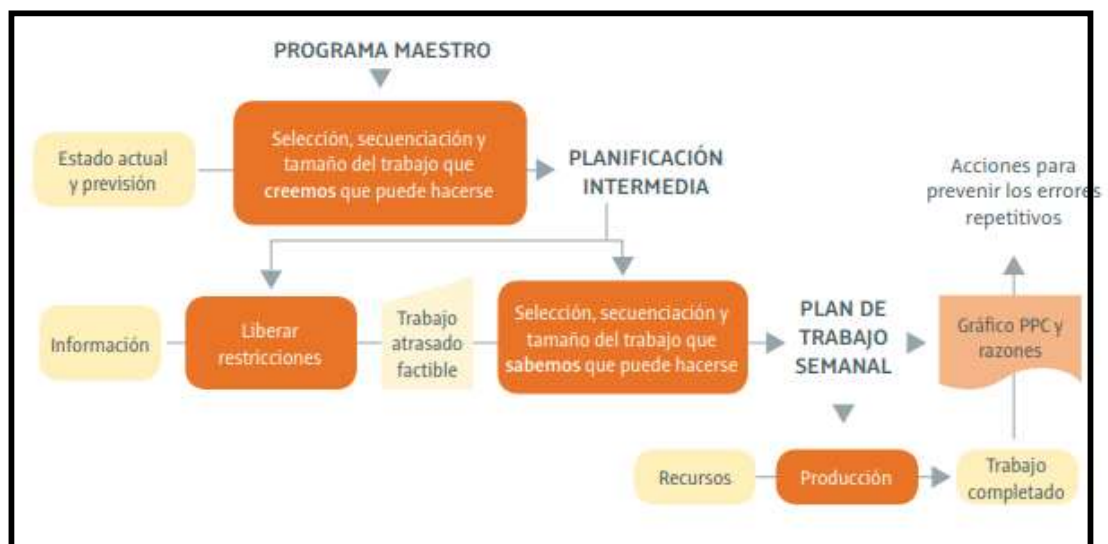 PROGRAMA MAESTRO
Estado actual
y previsión
Selección, secuenciación y
tamaño del trabajo que
creemos que puede hacerse
PLANIFICACIÓN
INTERMEDIA
Acciones para
prevenir los errores
repetitivos
Información
Liberar
restricciones
Trabajo
atrasado
factible
Selección, secuenciación y
tamaño del trabajo que
sabemos que puede hacerse
PLAN DE
TRABAJO
SEMANAL
Gráfico PPC y
razones
Recursos
Producción
Trabajo
completado